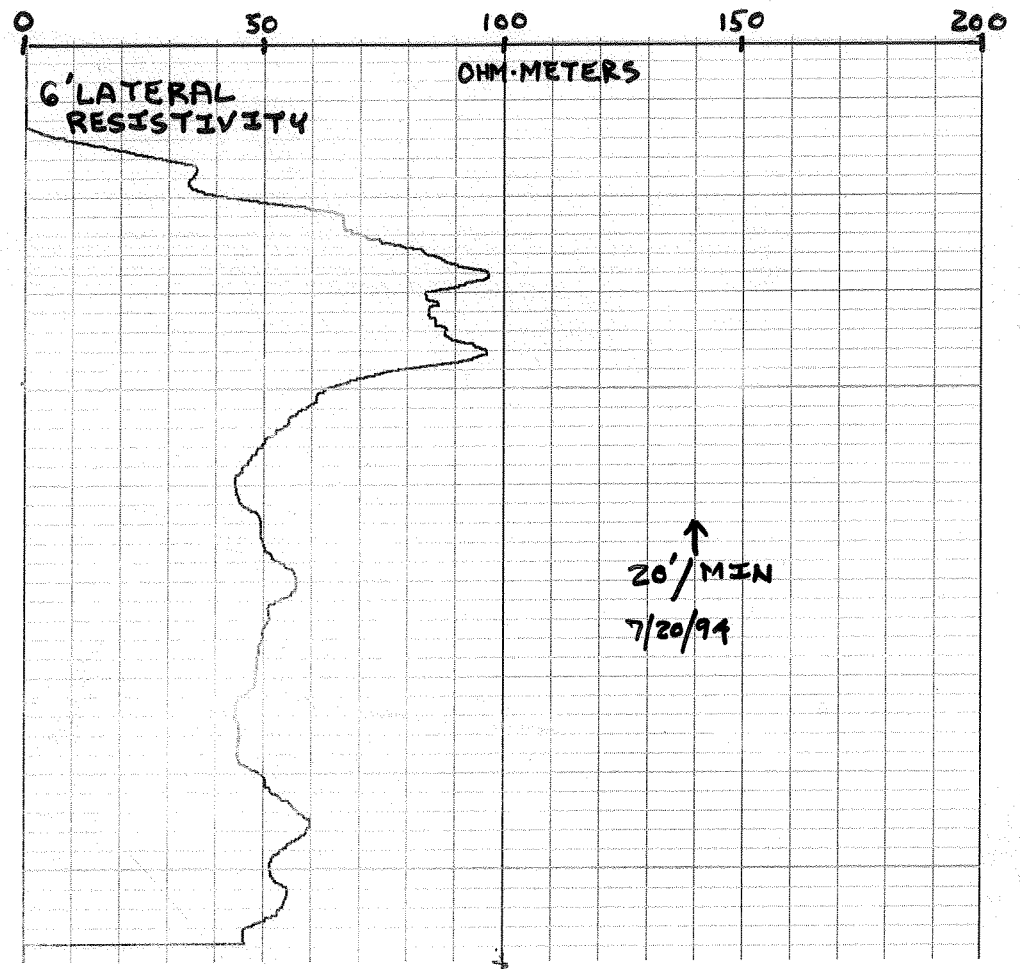 0 50 100 150 200
OHM·METERS
6'LATERAL
RESISTIVITY
↑
20'/MIN
7/20/94